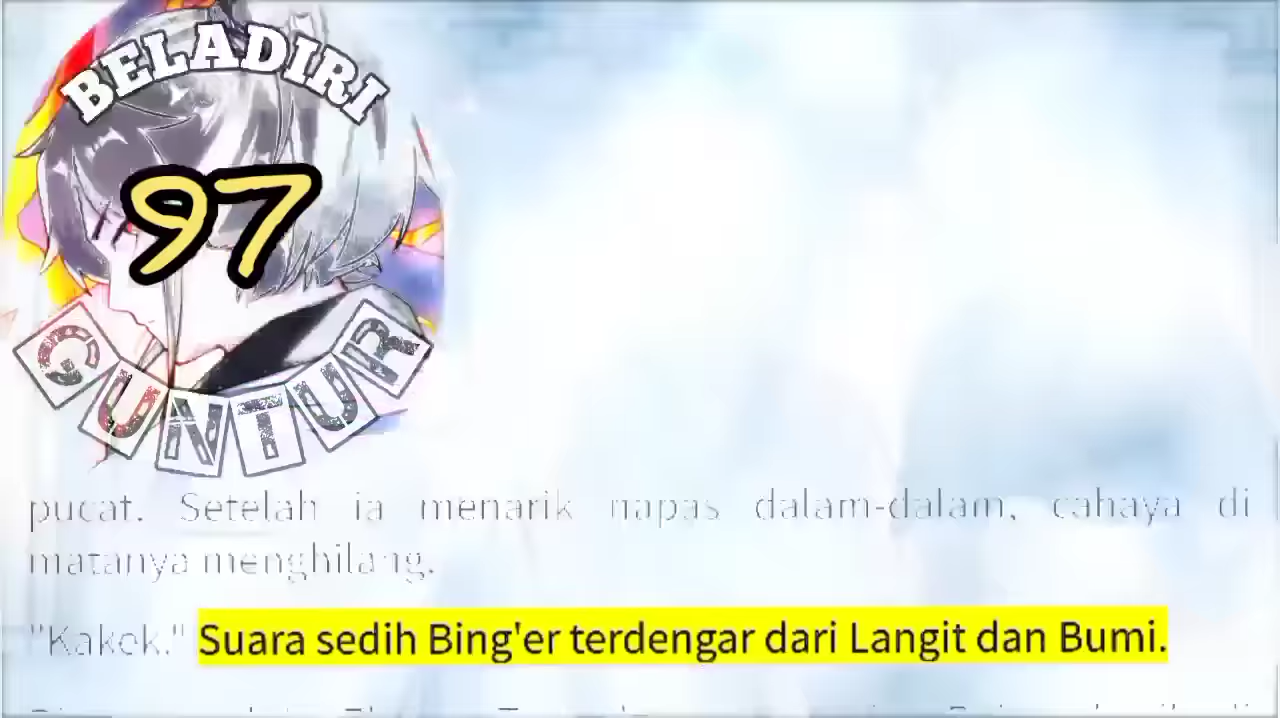 BELADIRI
97
GUNTUR
pucat. Setelah ia menarik napas dalam-dalam, cahaya di
matanya menghilang.
"Kakek." Suara sedih Bing'er terdengar dari Langit dan Bumi.